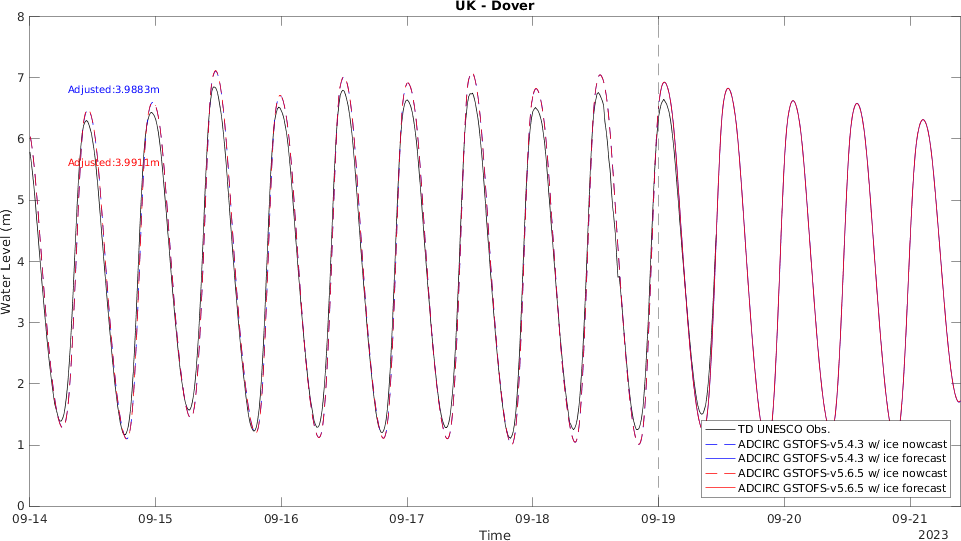 UK - Dover
8
7
6
5
4
3
2
1
0
Water Level (m)
Adjusted:3.9883m
Adjusted:3.9911m
TD UNESCO Obs.
ADCIRC GSTOFS-v5.4.3 w/ ice nowcast
ADCIRC GSTOFS-v5.4.3 w/ ice forecast
ADCIRC GSTOFS-v5.6.5 w/ ice nowcast
ADCIRC GSTOFS-v5.6.5 w/ ice forecast
09-14 09-15 09-16 09-17 09-18 09-19 09-20 09-21
Time
2023